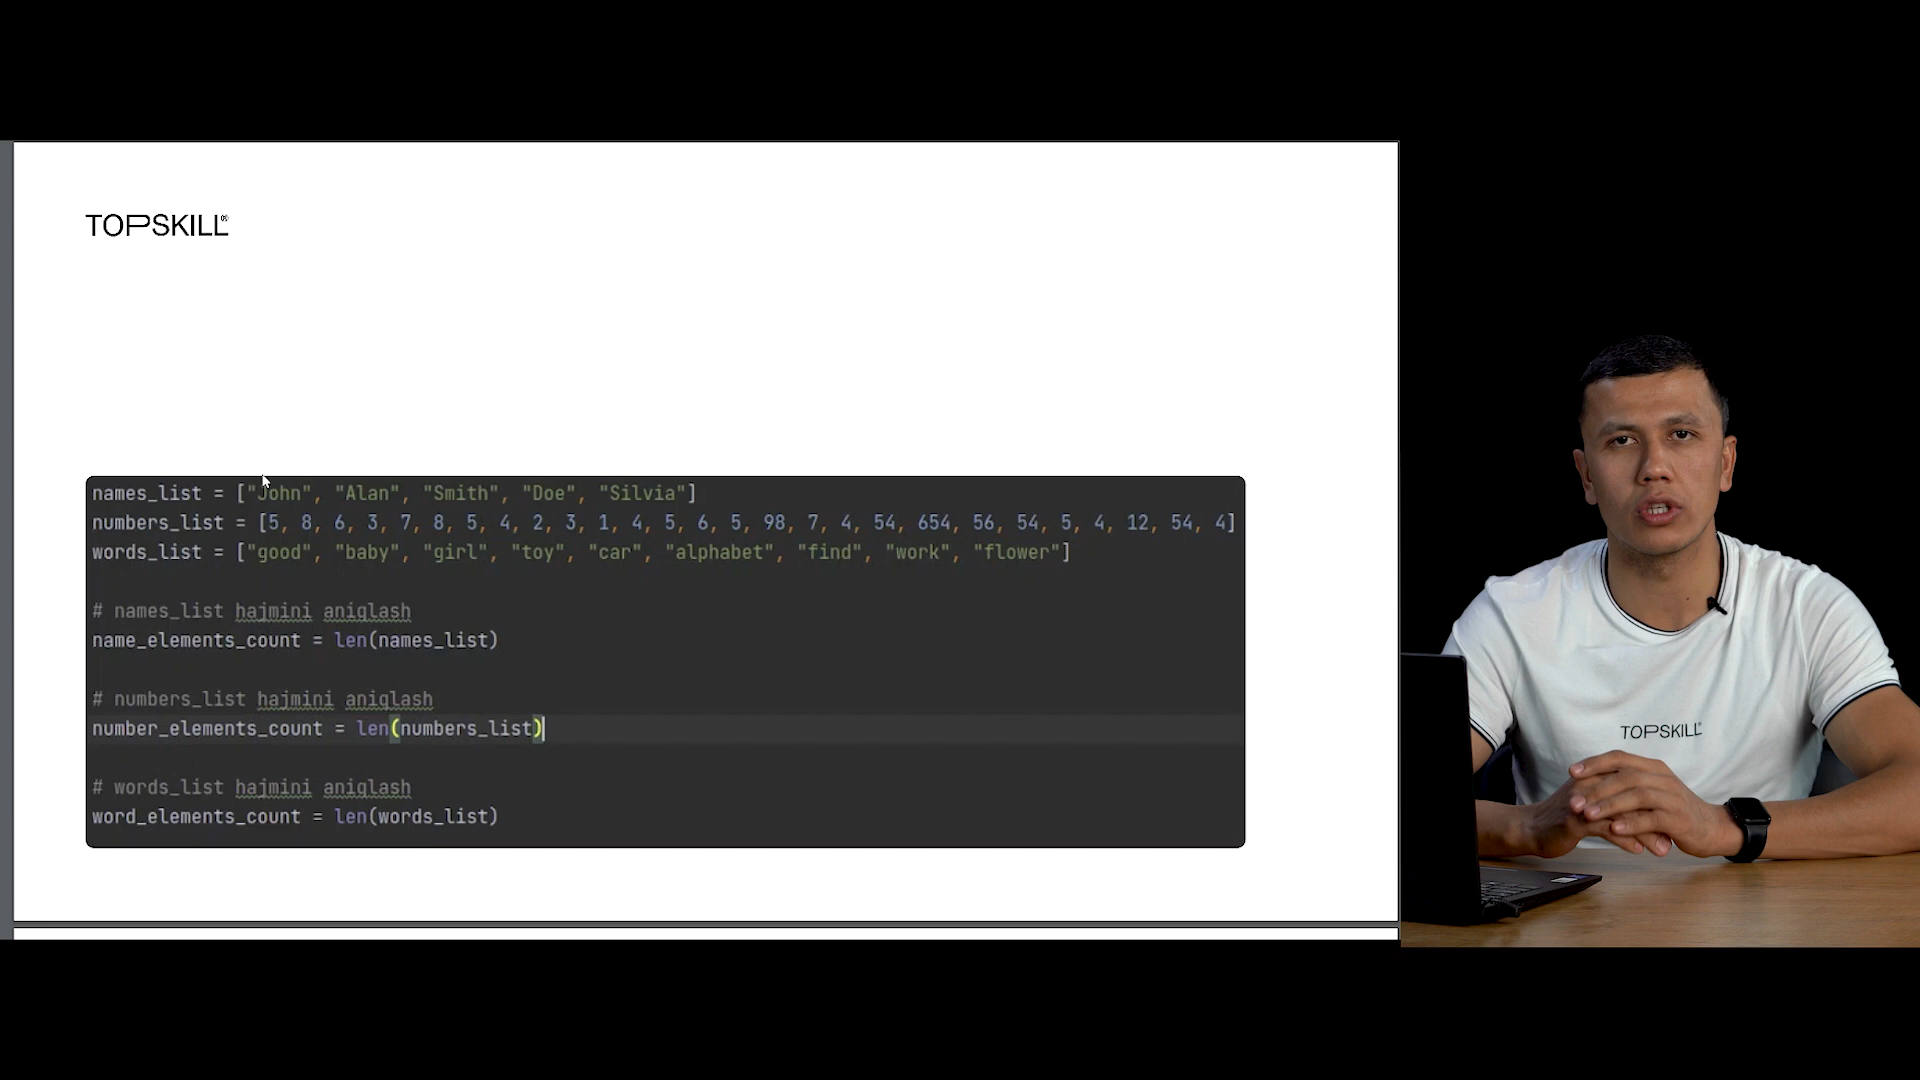 TOPSKILL®
names_list = ["John", "Alan", "Smith", "Doe", "Silvia"]
numbers_list = [5, 8, 6, 3, 7, 8, 5, 4, 2, 3, 1, 4, 5, 6, 5, 98, 7, 4, 54, 654, 56, 54, 5, 4, 12, 54, 4]
words_list = ["good", "baby", "girl", "toy", "car", "alphabet", "find", "work", "flower"]
# names_list hajmini aniqlash
name_elements_count = len(names_list)
# numbers_list hajmini aniqlash
number_elements_count = len(numbers_list)
# words_list hajmini aniqlash
word_elements_count = len(words_list)
TOPSKILL